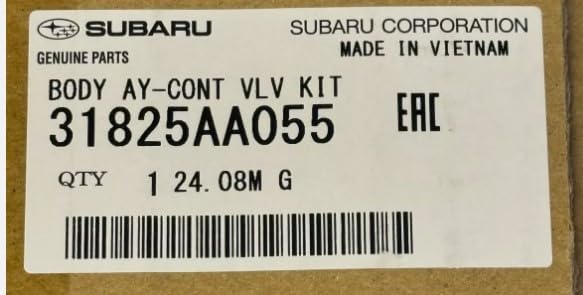 SUBARU SUBARU CORPORATION
GENUINE PARTS MADE IN VIETNAM
BODY AY-CONT VLV KIT
31825AA055 EAC
QTY 1 24.08M G